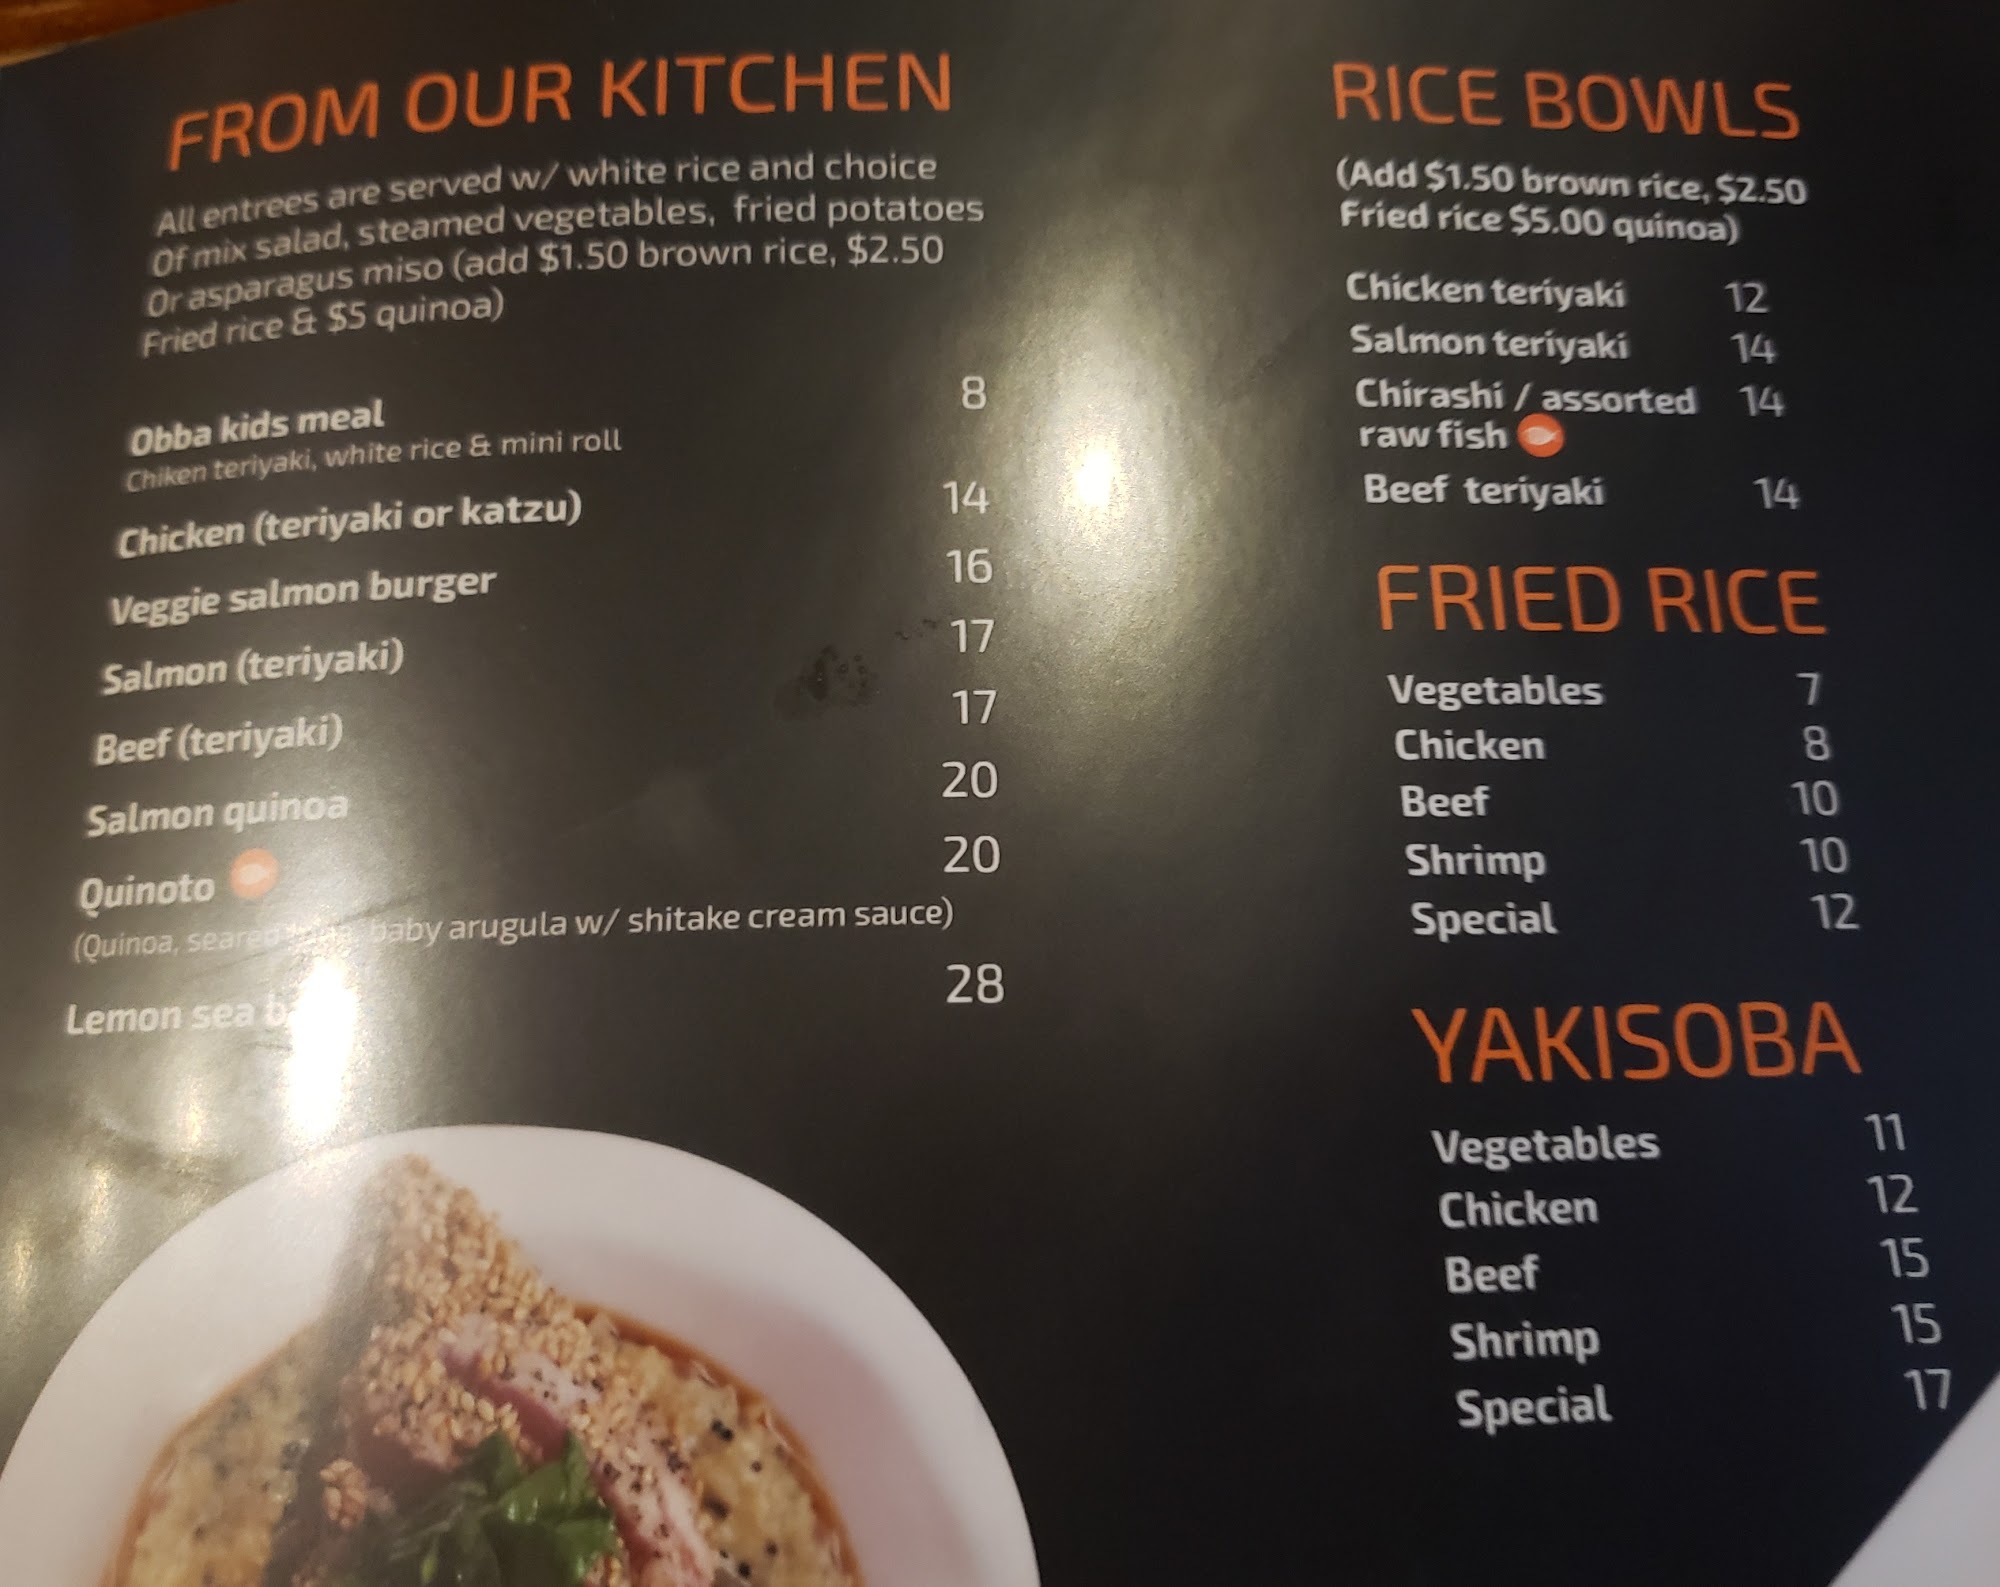 FROM OUR KITCHEN
All entrees are served w/ white rice and choice
Of mix salad, steamed vegetables, fried potatoes
Or asparagus miso (add $1.50 brown rice, $2.50
Fried rice & $5 quinoa)
Obba kids meal 8
Chiken teriyaki, white rice & mini roll
Chicken (teriyaki or katzu) 14
Veggie salmon burger 16
Salmon (teriyaki) 17
Beef (teriyaki) 17
Salmon quinoa 20
Quinoto 20
(Quinoa, seared baby arugula w/ shitake cream sauce)
Lemon sea 28
RICE BOWLS
(Add $1.50 brown rice, $2.50
Fried rice $5.00 quinoa)
Chicken teriyaki 12
Salmon teriyaki 14
Chirashi / assorted 14
raw fish
Beef teriyaki 14
FRIED RICE
Vegetables 7
Chicken 8
Beef 10
Shrimp 10
Special 12
YAKISOBA
Vegetables 11
Chicken 12
Beef 15
Shrimp 15
Special 17